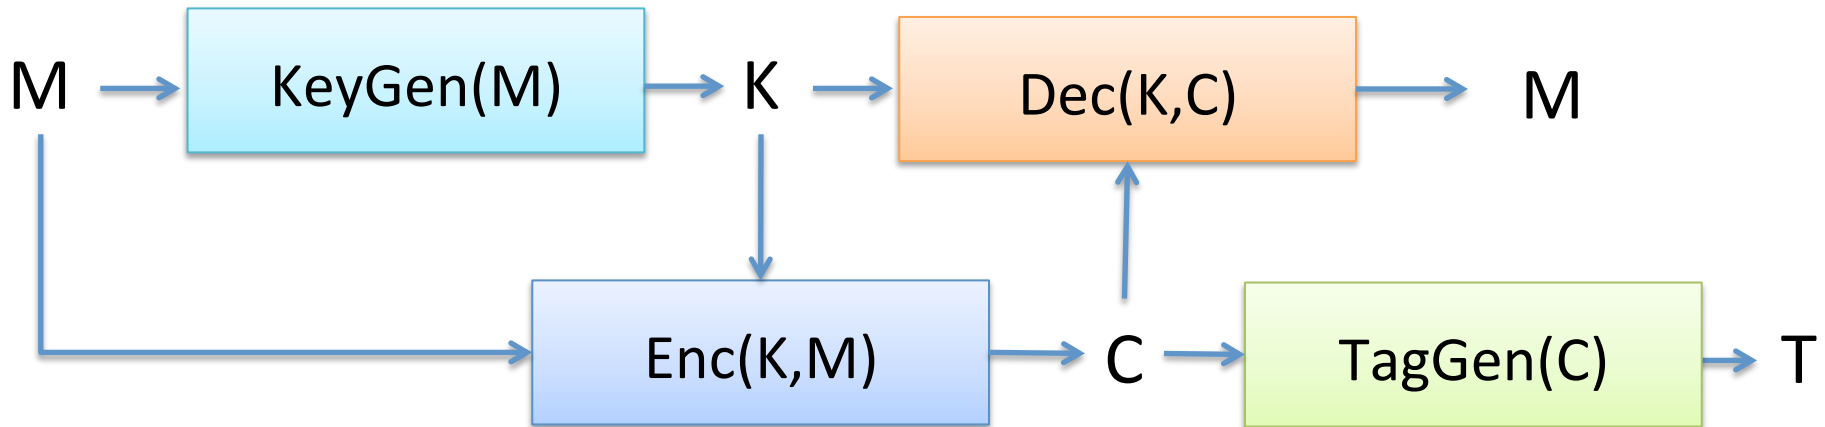 M KeyGen(M) K Dec(K,C) M
Enc(K,M) C TagGen(C) T